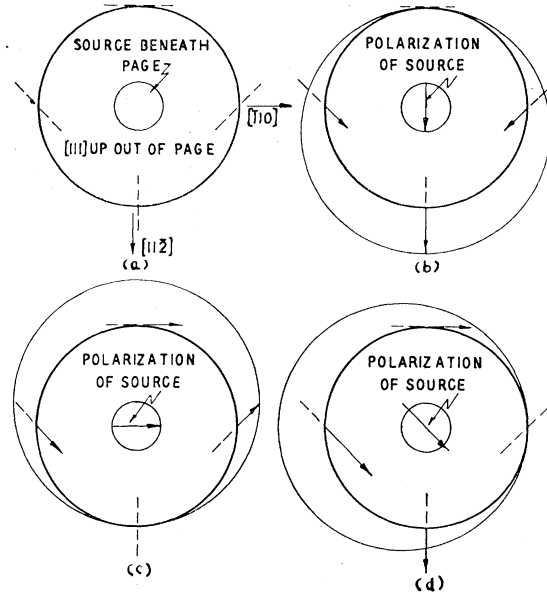 SOURCE BENEATH
PAGE
[111] UP OUT OF PAGE
[1̄10]
[112̄]
(a)
POLARIZATION
OF SOURCE
(b)
POLARIZATION
OF SOURCE
(c)
POLARIZATION
OF SOURCE
(d)